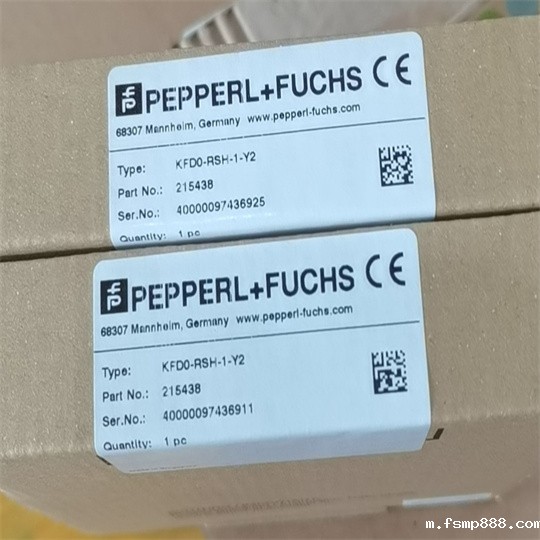 PEPPERL+FUCHS CE
68307 Mannheim, Germany www.pepperl-fuchs.com
Type: KFD0-RSH-1-Y2
Part No.: 215438
Ser.No.: 40000097436925
Quantity: 1 pc
PEPPERL+FUCHS CE
68307 Mannheim, Germany www.pepperl-fuchs.com
Type: KFD0-RSH-1-Y2
Part No.: 215438
Ser.No.: 40000097436911
Quantity: 1 pc
m.fsmp888.com